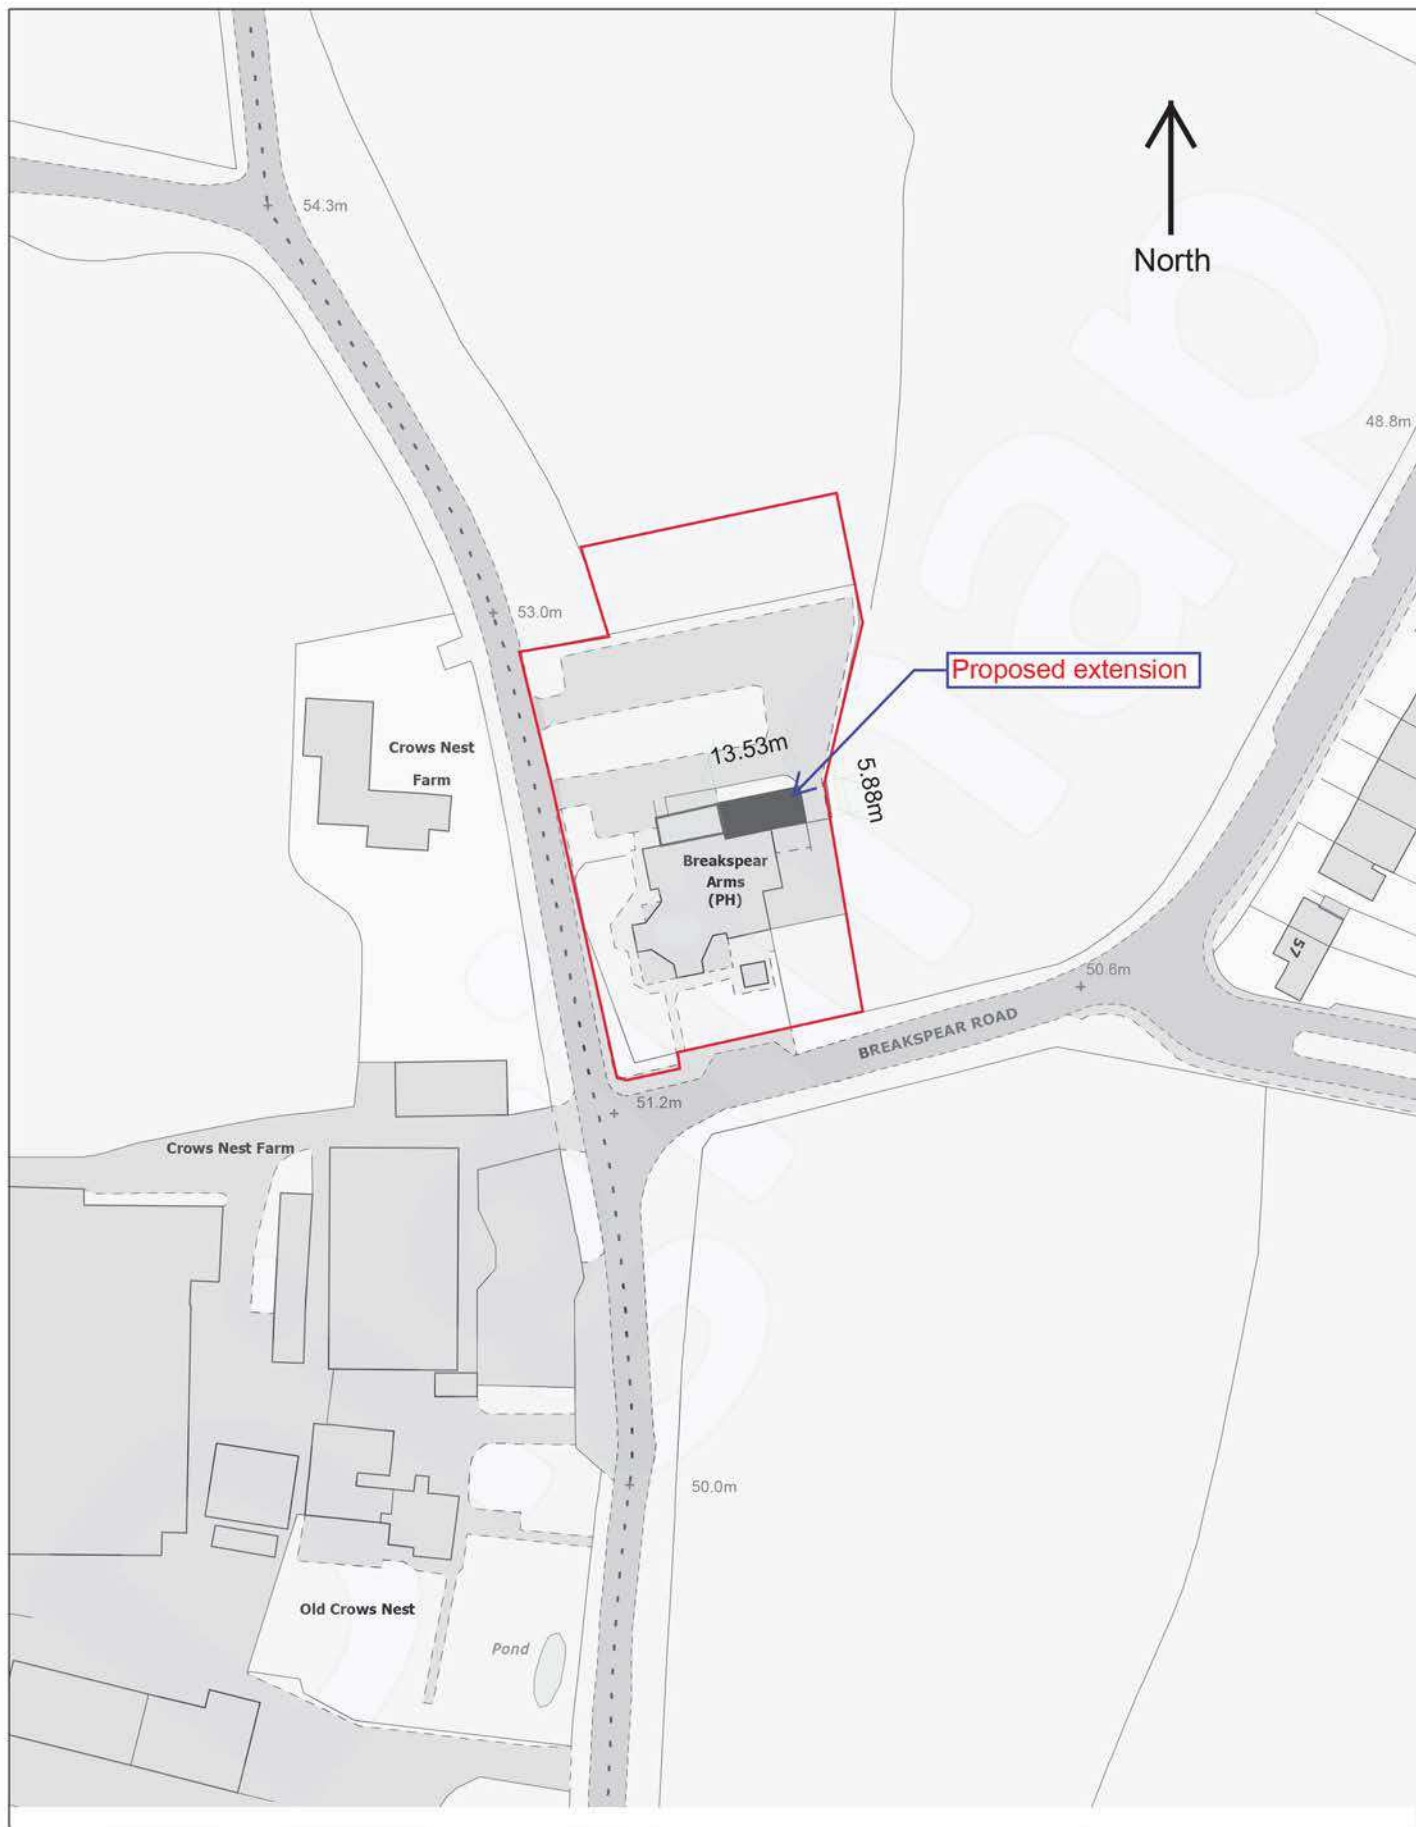 54.3m
North
48.8m
53.0m
Proposed extension
13.53m
5.88m
Crows Nest
Farm
Breakspear
Arms
(PH)
57
50.6m
BREAKSPEAR ROAD
51.2m
Crows Nest Farm
50.0m
Old Crows Nest
Pond